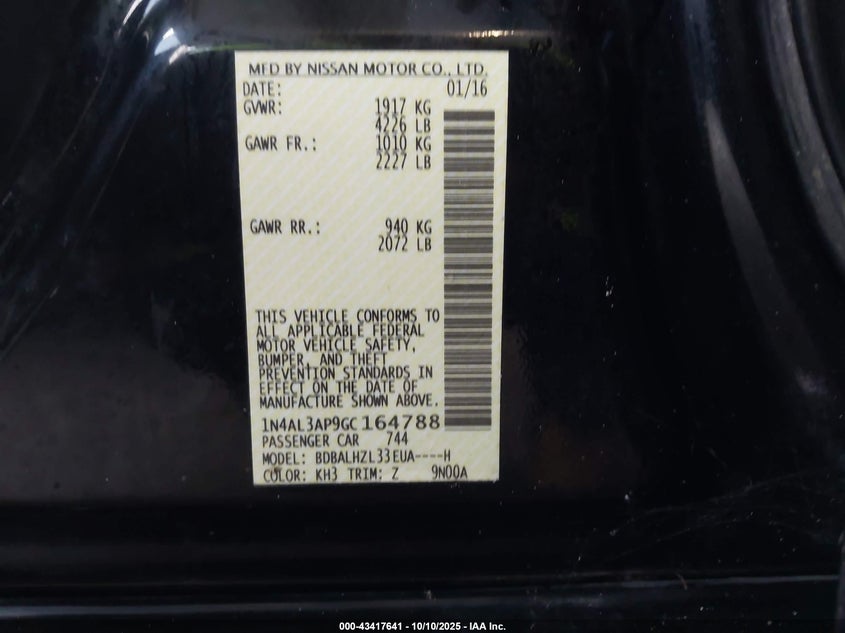 MFD BY NISSAN MOTOR CO., LTD.
DATE: 01/16
GVWR: 1917 KG
4226 LB
GAWR FR.: 1010 KG
2227 LB
GAWR RR.: 940 KG
2072 LB
THIS VEHICLE CONFORMS TO
ALL APPLICABLE FEDERAL
MOTOR VEHICLE SAFETY,
BUMPER, AND THEFT
PREVENTION STANDARDS IN
EFFECT ON THE DATE OF
MANUFACTURE SHOWN ABOVE.
1N4AL3AP9GC164788
PASSENGER CAR 744
MODEL: BDBALHZL33EUA----H
COLOR: KH3 TRIM: Z 9N00A
000-43417641 - 10/10/2025 - IAA Inc.